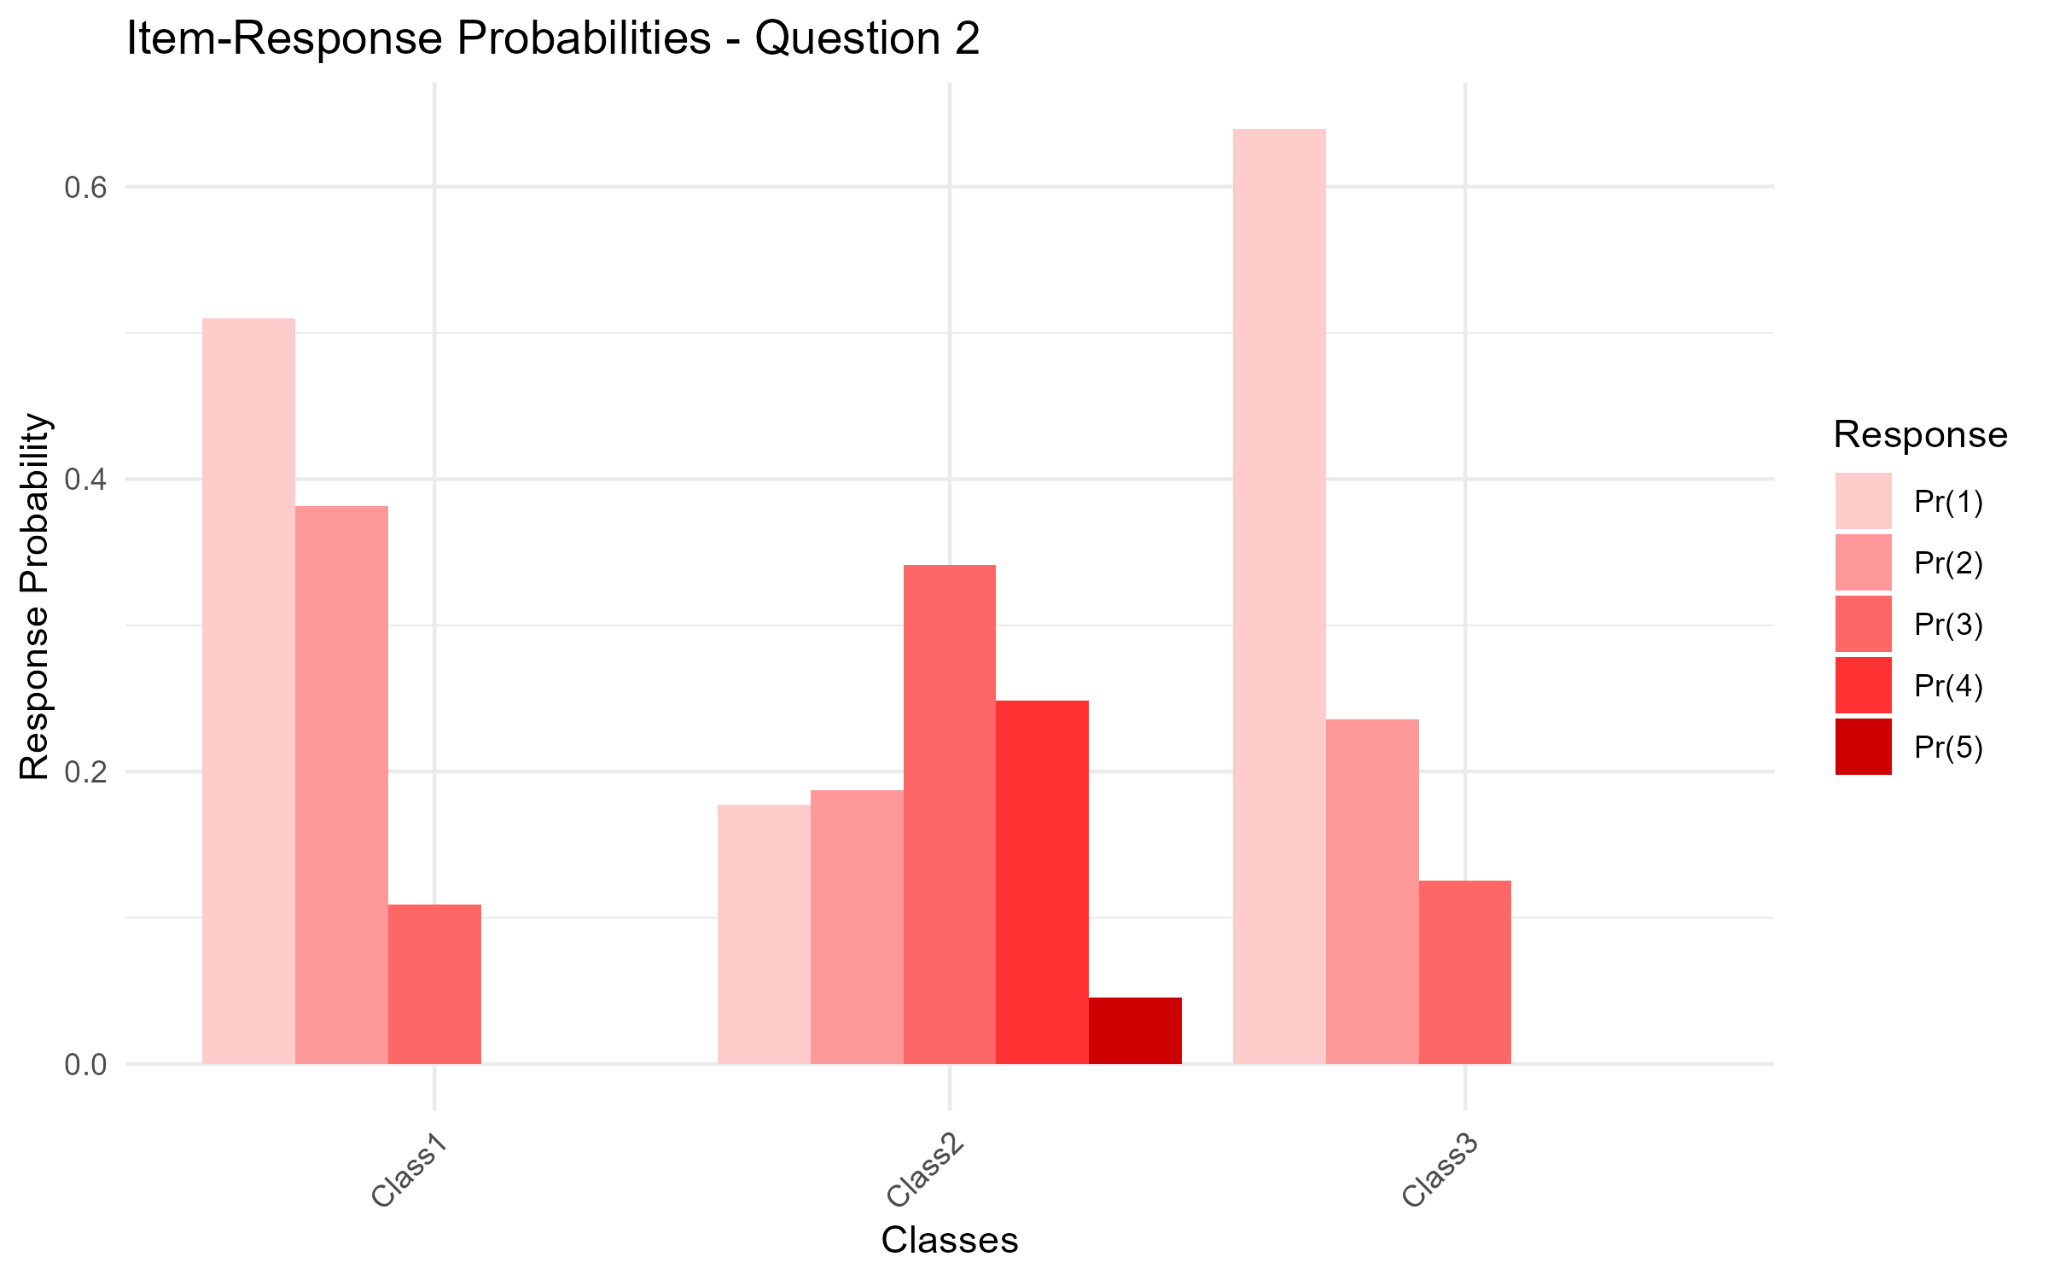 Item-Response Probabilities - Question 2
Response Probability
0.6
0.4
0.2
0.0
Class1
Class2
Class3
Classes
Response
Pr(1)
Pr(2)
Pr(3)
Pr(4)
Pr(5)